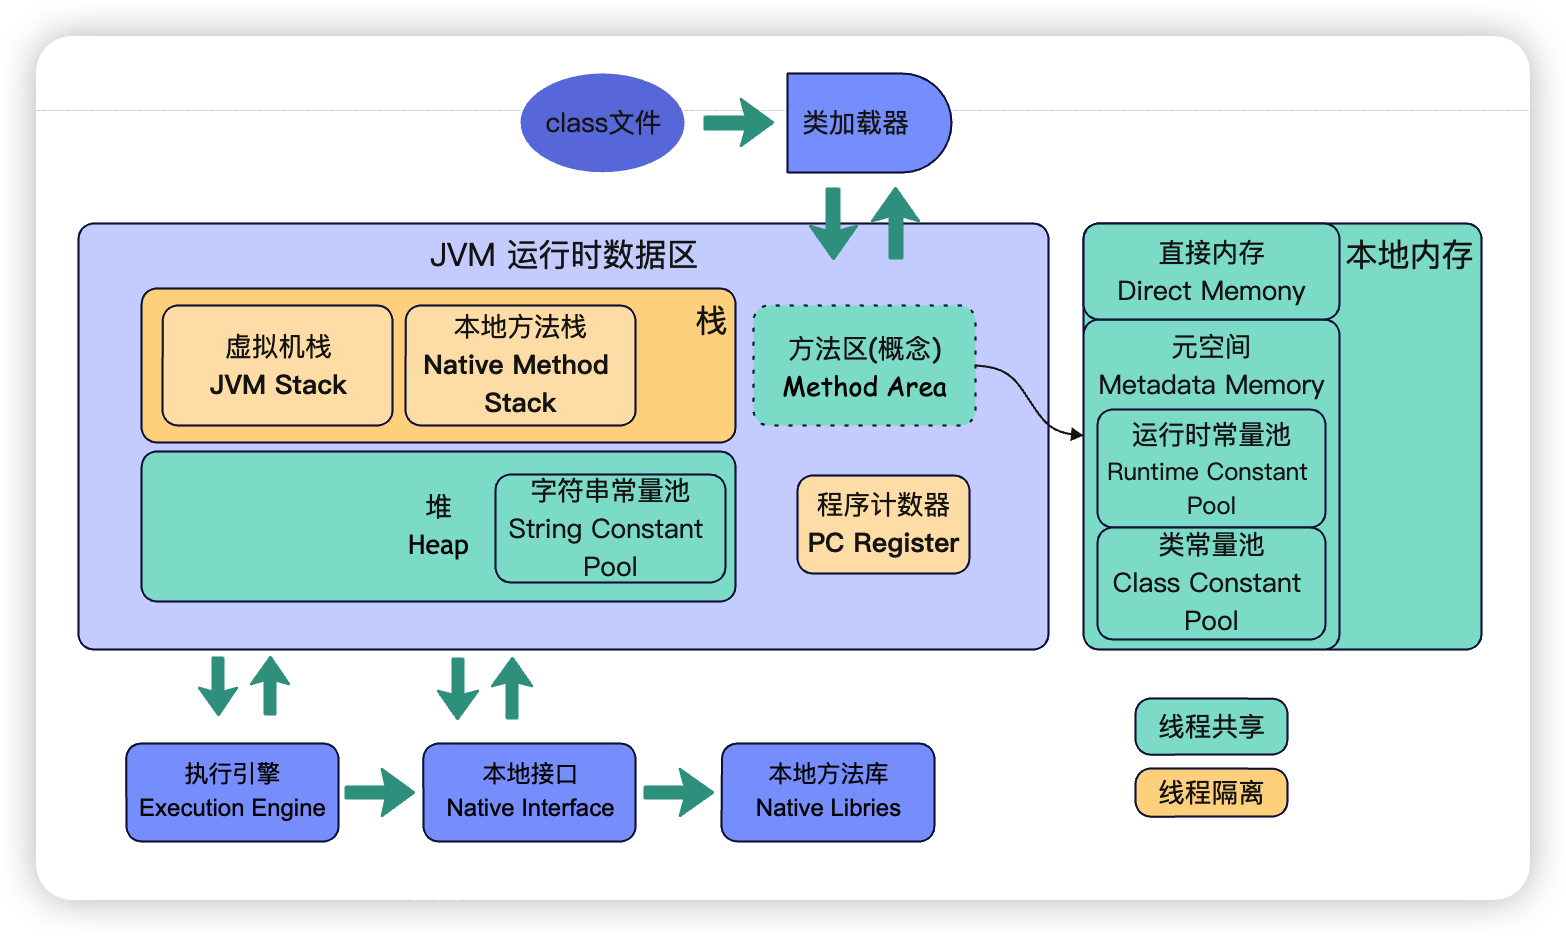 class文件
类加载器
JVM 运行时数据区
栈
虚拟机栈
JVM Stack
本地方法栈
Native Method
Stack
方法区(概念)
Method Area
堆
Heap
字符串常量池
String Constant
Pool
程序计数器
PC Register
本地内存
直接内存
Direct Memony
元空间
Metadata Memory
运行时常量池
Runtime Constant
Pool
类常量池
Class Constant
Pool
执行引擎
Execution Engine
本地接口
Native Interface
本地方法库
Native Libries
线程共享
线程隔离